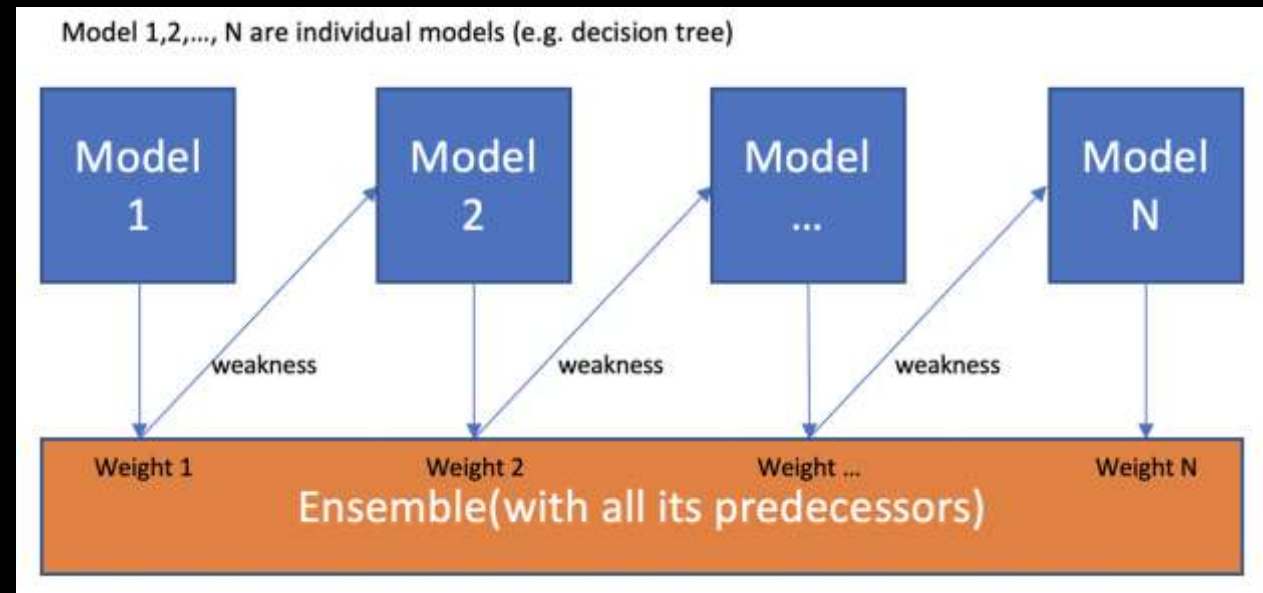 Model 1,2,..., N are individual models (e.g. decision tree)
Model
1
Model
2
Model
...
Model
N
weakness
weakness
weakness
Weight 1
Weight 2
Weight ...
Weight N
Ensemble(with all its predecessors)